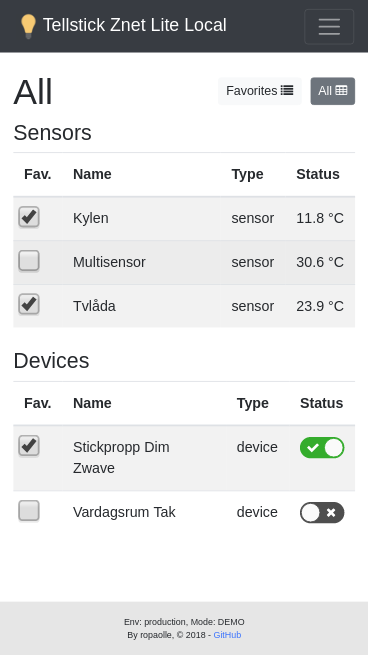 Tellstick Znet Lite Local
All
Favorites
All
Sensors
Fav. Name Type Status
Kylen sensor 11.8 °C
Multisensor sensor 30.6 °C
Tvlåda sensor 23.9 °C
Devices
Fav. Name Type Status
Stickpropp Dim device
Zwave
Vardagsrum Tak device
Env: production, Mode: DEMO
By ropaolle, © 2018 - GitHub